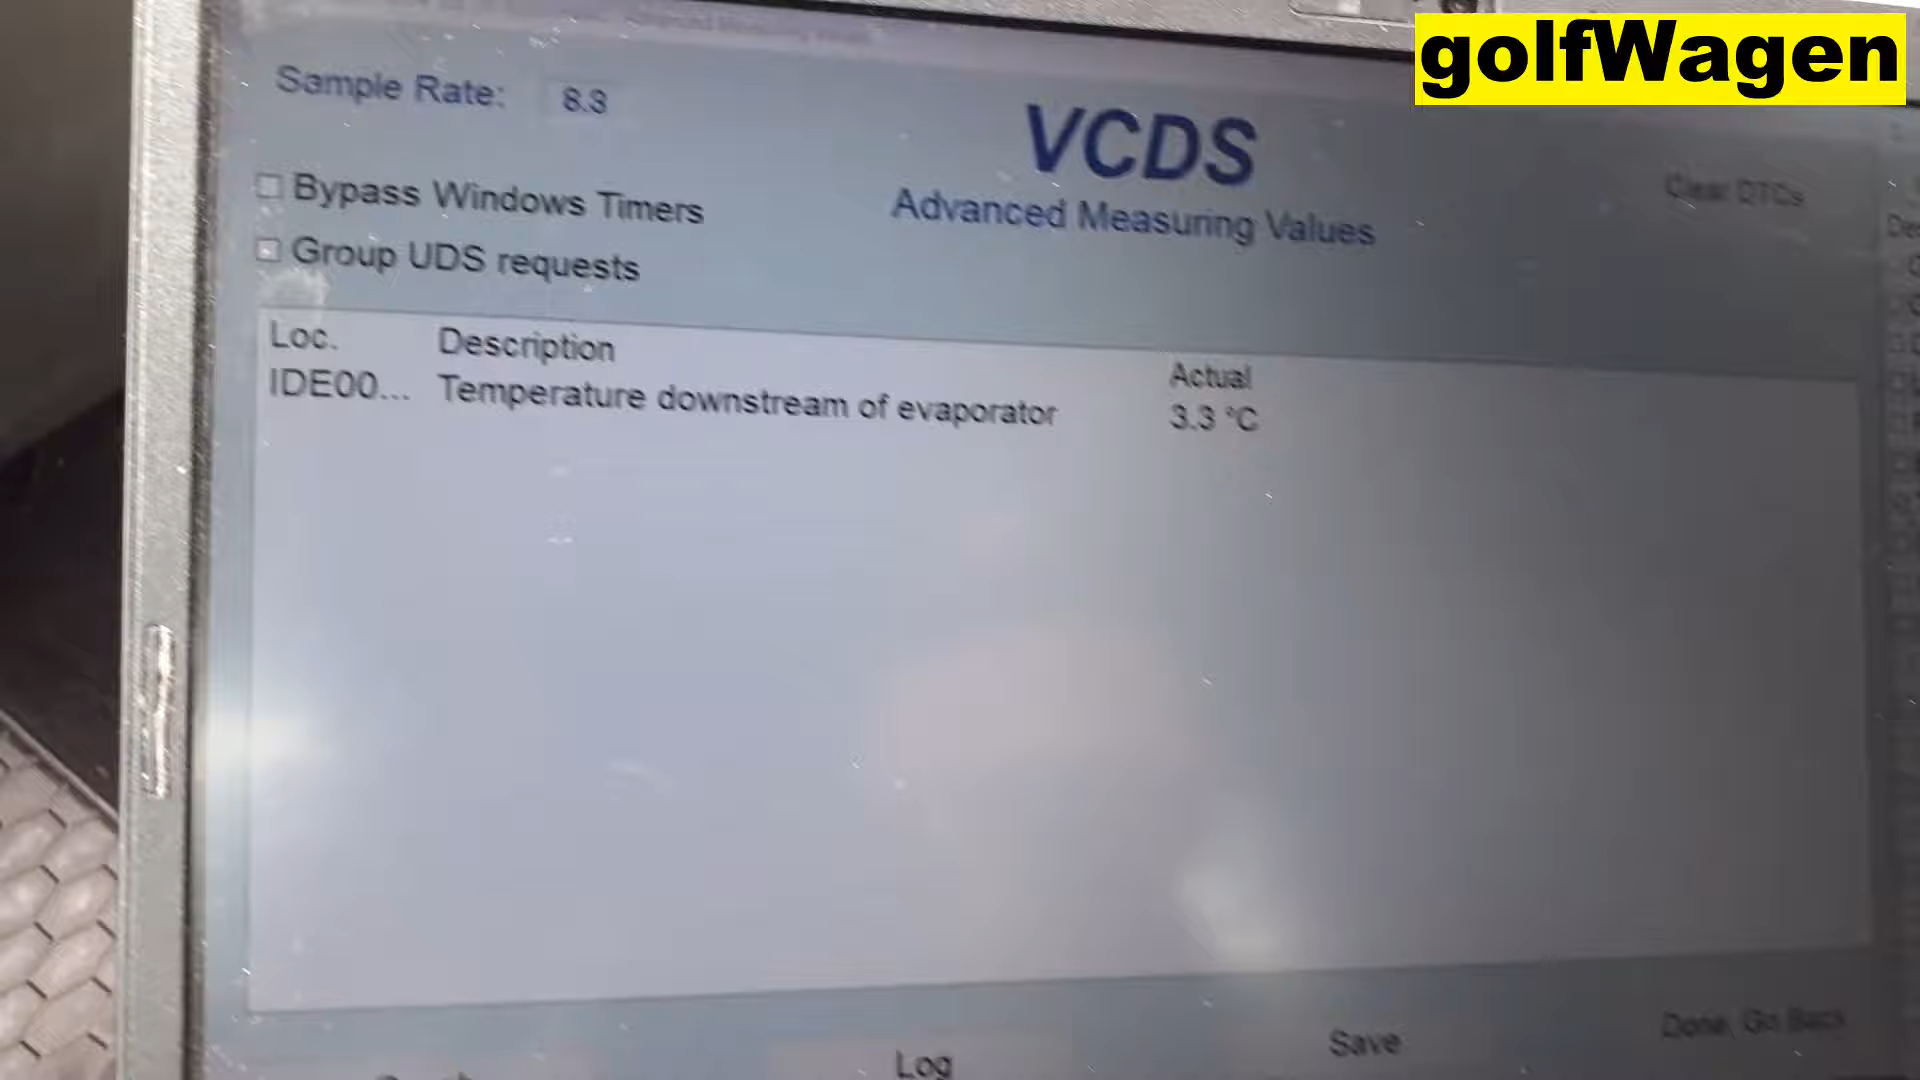 golfWagen
Sample Rate: 8.3
VCDS
Advanced Measuring Values
Clear DTCs
Bypass Windows Timers
Group UDS requests
Loc. Description Actual
IDE00... Temperature downstream of evaporator 3.3 °C
Log
Save
Done, Go Back